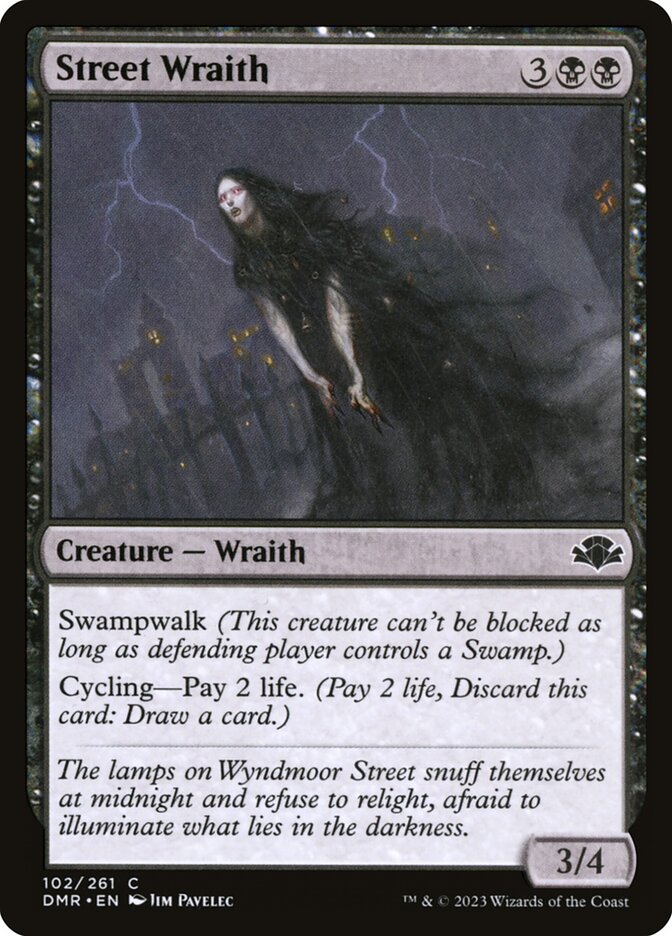 Street Wraith 3
Creature — Wraith
Swampwalk (This creature can't be blocked as
long as defending player controls a Swamp.)
Cycling—Pay 2 life. (Pay 2 life, Discard this
card: Draw a card.)
The lamps on Wyndmoor Street snuff themselves
at midnight and refuse to relight, afraid to
illuminate what lies in the darkness.
3/4
102/261 C
DMR • EN Jim Pavelec ™ & © 2023 Wizards of the Coast